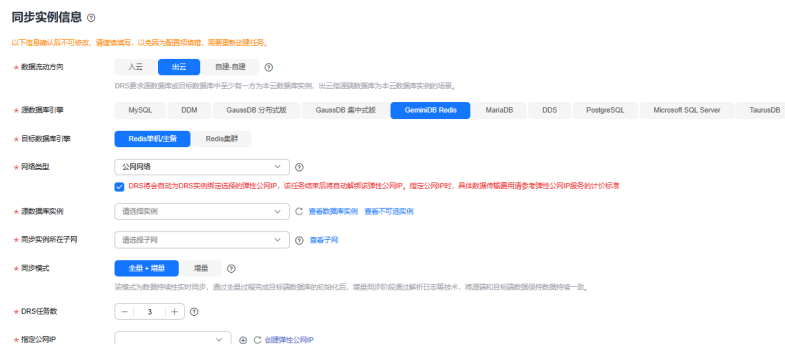 同步实例信息
以下信息确认后不可修改，请谨慎填写，以免因为配置项填错，需要重新创建任务。
* 数据流动方向 入云 出云 自建-自建
DRS要求源数据库或目标数据库中至少有一方为本云数据库实例，出云指源端数据库为本云数据库实例的场景。
* 源数据库引擎 MySQL DDM GaussDB 分布式版 GaussDB 集中式版 GeminiDB Redis MariaDB DDS PostgreSQL Microsoft SQL Server TaurusDB
* 目标数据库引擎 Redis单机/主备 Redis集群
* 网络类型 公网网络
DRS将会自动为DRS实例绑定选择的弹性公网IP，该任务结束后将自动解绑该弹性公网IP。指定公网IP时，具体数据传输费用请参考弹性公网IP服务的计价标准
* 源数据库实例 请选择实例 查看数据库实例 查看不可选实例
* 同步实例所在子网 请选择子网 查看子网
* 同步模式 全量 + 增量 增量
该模式为数据持续性实时同步，通过全量过程完成目标端数据库的初始化后，增量同步阶段通过解析日志等技术，将源端和目标端数据保持数据持续一致。
* DRS任务数 − 3 +
* 指定公网IP 创建弹性公网IP